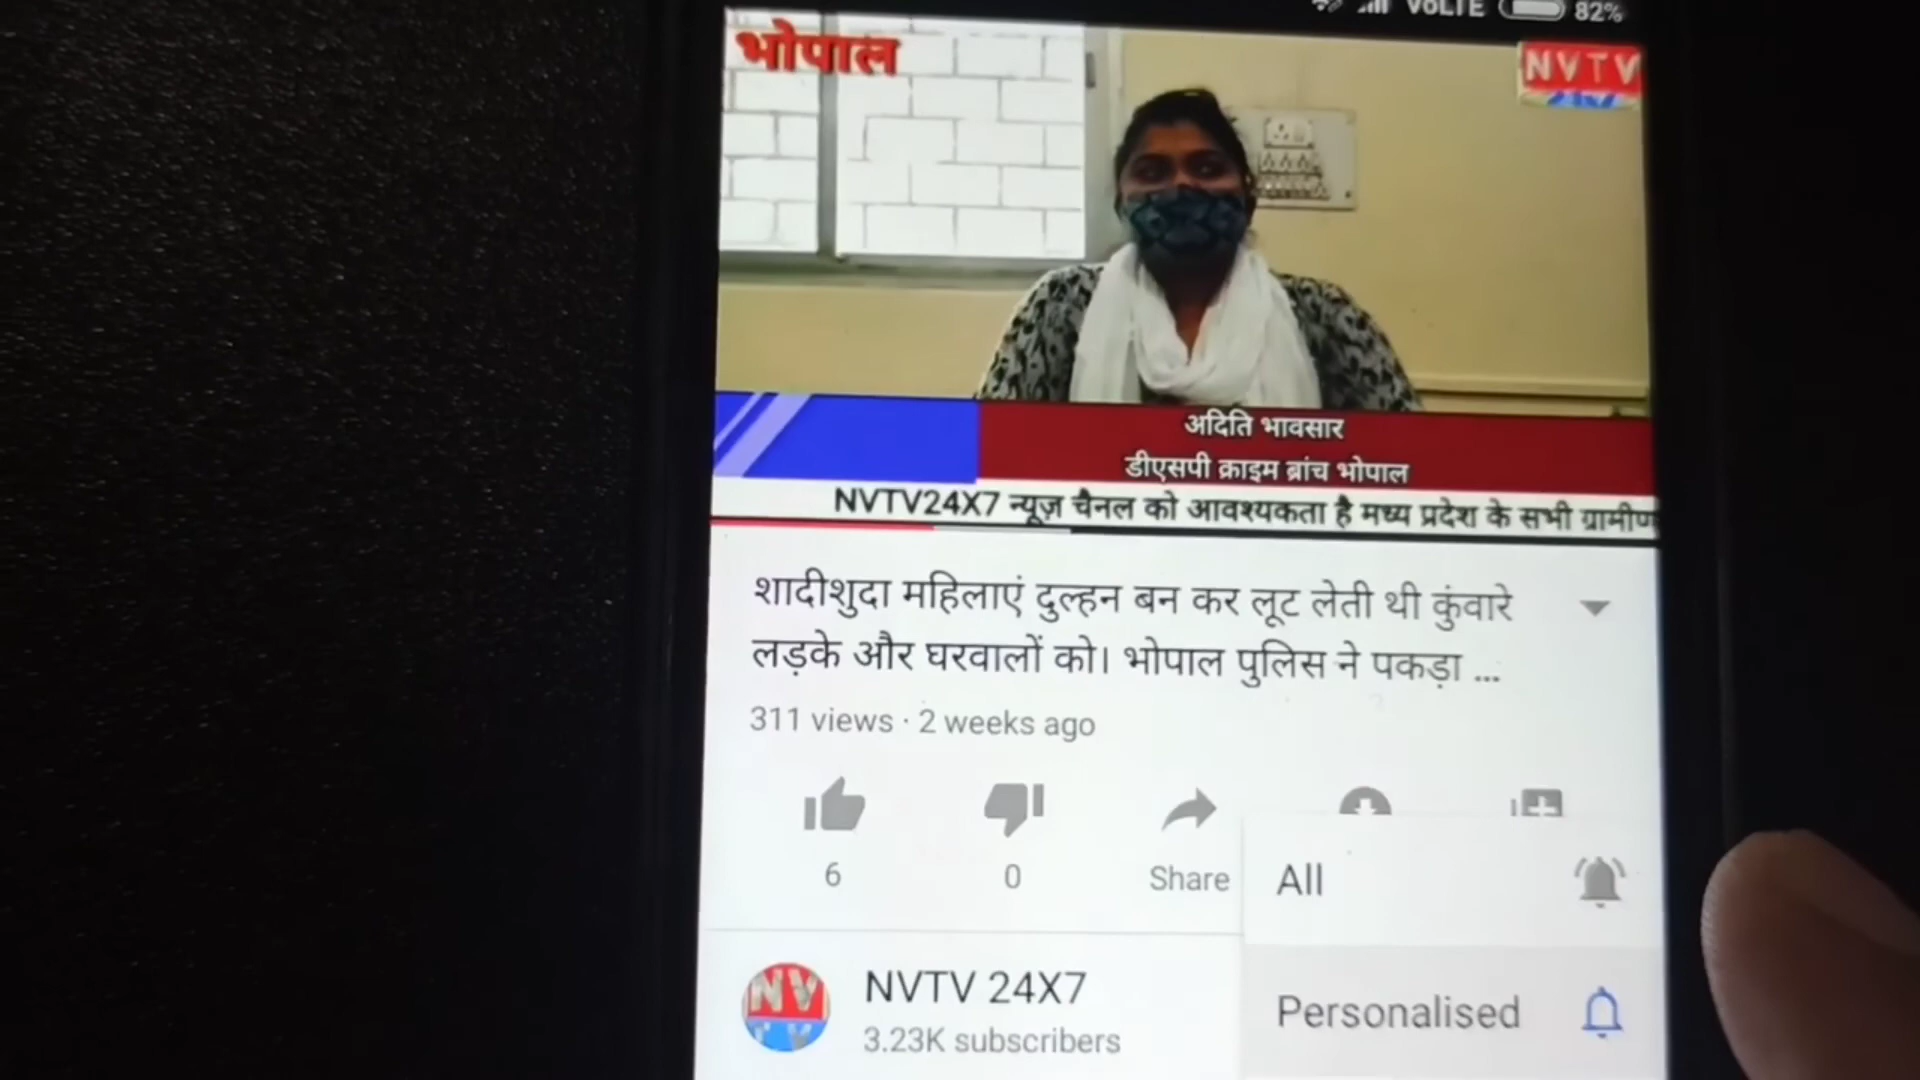 VoLTE 82%
भोपाल
NVTV
अदिति भावसार
डीएसपी क्राइम ब्रांच भोपाल
NVTV24X7 न्यूज़ चैनल को आवश्यकता है मध्य प्रदेश के सभी ग्रामीण
शादीशुदा महिलाएं दुल्हन बन कर लूट लेती थी कुंवारे
लड़के और घरवालों को। भोपाल पुलिस ने पकड़ा ...
311 views · 2 weeks ago
6 0 Share
All
NVTV 24X7
3.23K subscribers
Personalised